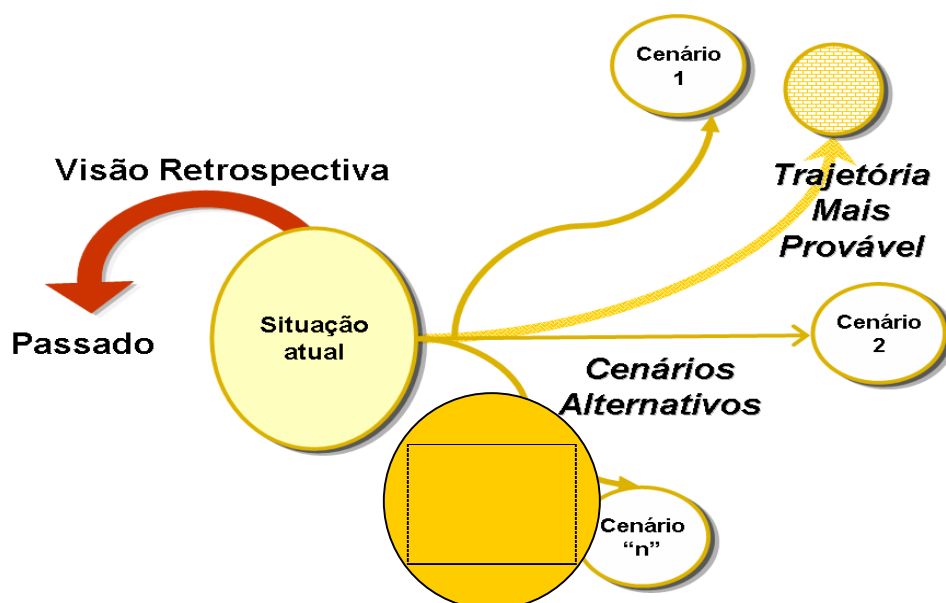 Cenário
1
Visão Retrospectiva
Trajetória
Mais
Provável
Passado
Situação
atual
Cenário
2
Cenários
Alternativos
Cenário
“n”